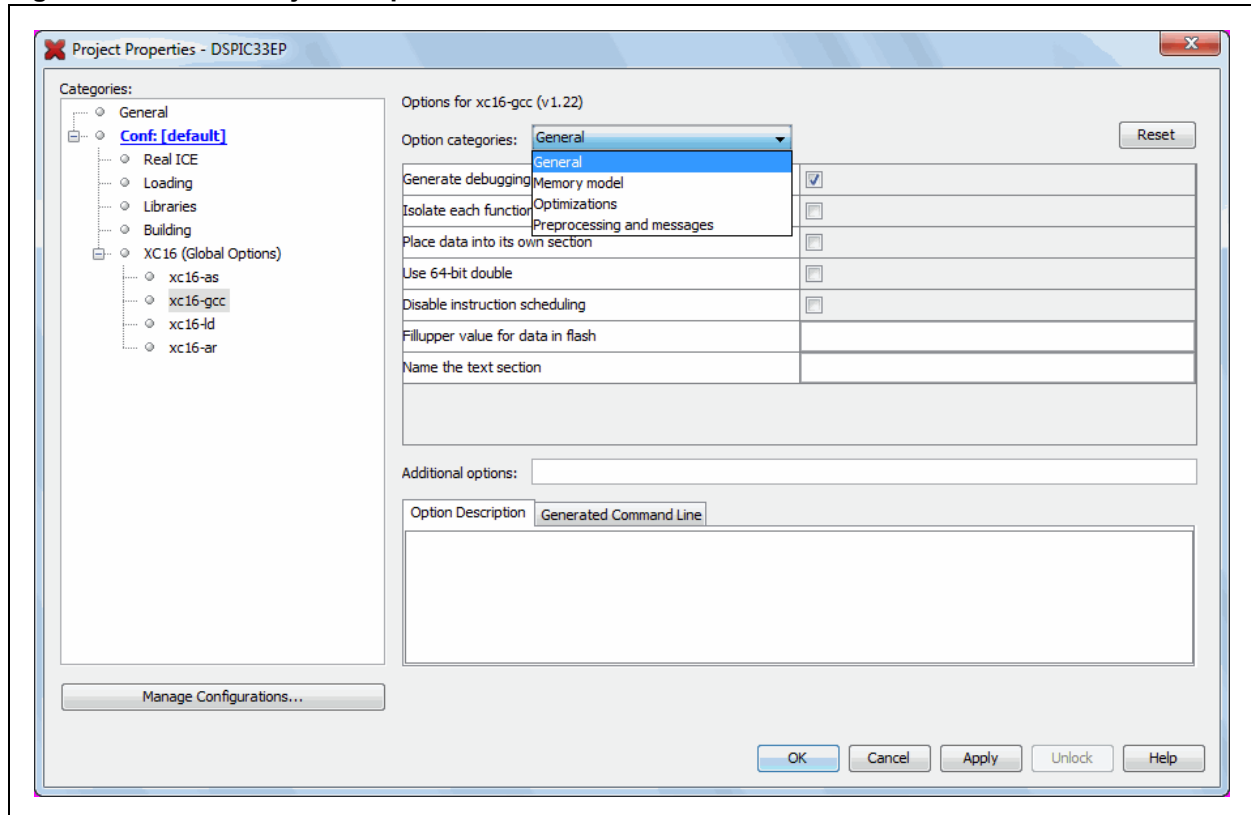 Project Properties - DSPIC33EP
x
Categories:
General
Conf: [default]
Real ICE
Loading
Libraries
Building
XC16 (Global Options)
xc16-as
xc16-gcc
xc16-ld
xc16-ar
Manage Configurations...
Options for xc16-gcc (v1.22)
Option categories: General
Reset
General
Memory model
Optimizations
Preprocessing and messages
Generate debugging
Isolate each function
Place data into its own section
Use 64-bit double
Disable instruction scheduling
Fillupper value for data in flash
Name the text section
Additional options:
Option Description Generated Command Line
OK Cancel Apply Unlock Help